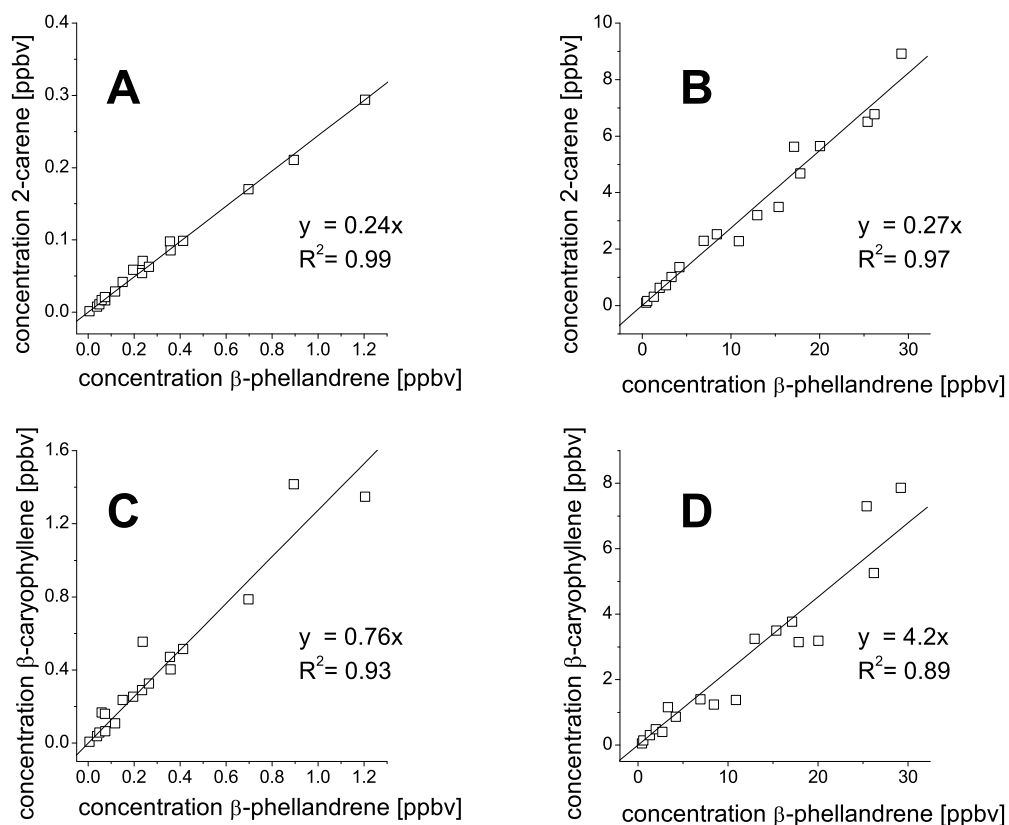 A
concentration 2-carene [ppbv]
0.4
0.3
0.2
0.1
0.0
y = 0.24x
R²= 0.99
0.0 0.2 0.4 0.6 0.8 1.0 1.2
concentration β-phellandrene [ppbv]
B
concentration 2-carene [ppbv]
10
8
6
4
2
0
y = 0.27x
R²= 0.97
0 10 20 30
concentration β-phellandrene [ppbv]
C
concentration β-caryophyllene [ppbv]
1.6
1.2
0.8
0.4
0.0
y = 0.76x
R²= 0.93
0.0 0.2 0.4 0.6 0.8 1.0 1.2
concentration β-phellandrene [ppbv]
D
concentration β-caryophyllene [ppbv]
8
6
4
2
0
y = 4.2x
R²= 0.89
0 10 20 30
concentration β-phellandrene [ppbv]